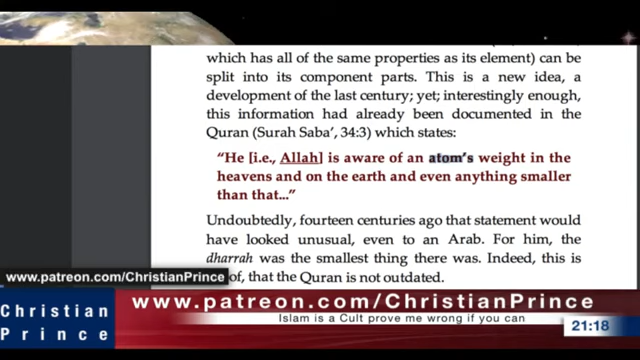 which has all of the same properties as its element) can be
split into its component parts. This is a new idea, a
development of the last century; yet; interestingly enough,
this information had already been documented in the
Quran (Surah Saba', 34:3) which states:
“He [i.e., Allah] is aware of an atom's weight in the
heavens and on the earth and even anything smaller
than that...”
Undoubtedly, fourteen centuries ago that statement would
have looked unusual, even to an Arab. For him, the
dharrah was the smallest thing there was. Indeed, this is
of, that the Quran is not outdated.
www.patreon.com/ChristianPrince
Christian
Prince
www.patreon.com/ChristianPrince
Islam is a Cult prove me wrong if you can
21:18